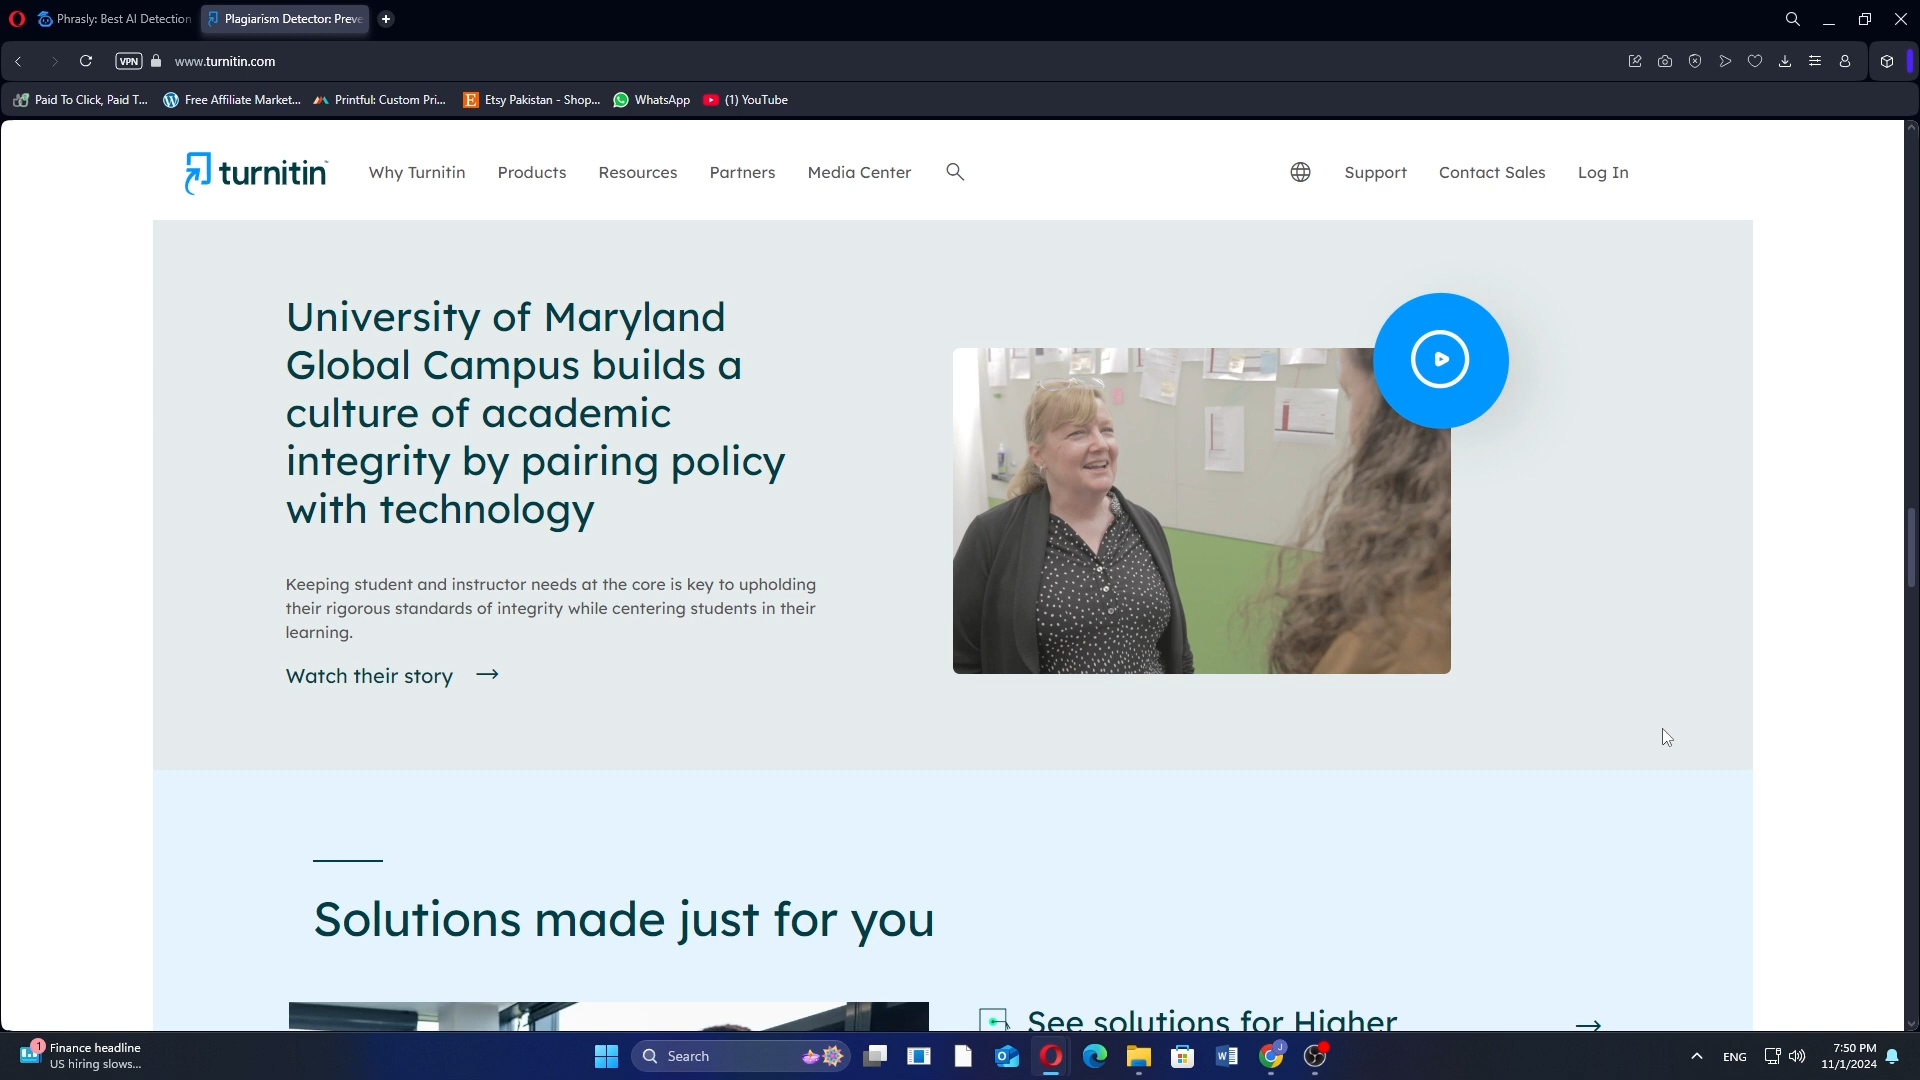 Phrasly: Best AI Detection
Plagiarism Detector: Preve
VPN
www.turnitin.com
Paid To Click, Paid T...
Free Affiliate Market...
Printful: Custom Pri...
Etsy Pakistan - Shop...
WhatsApp
(1) YouTube
turnitin
Why Turnitin
Products
Resources
Partners
Media Center
Support
Contact Sales
Log In
University of Maryland
Global Campus builds a
culture of academic
integrity by pairing policy
with technology
Keeping student and instructor needs at the core is key to upholding
their rigorous standards of integrity while centering students in their
learning.
Watch their story
Solutions made just for you
See solutions for Higher
1
Finance headline
US hiring slows...
Search
ENG
7:50 PM
11/1/2024